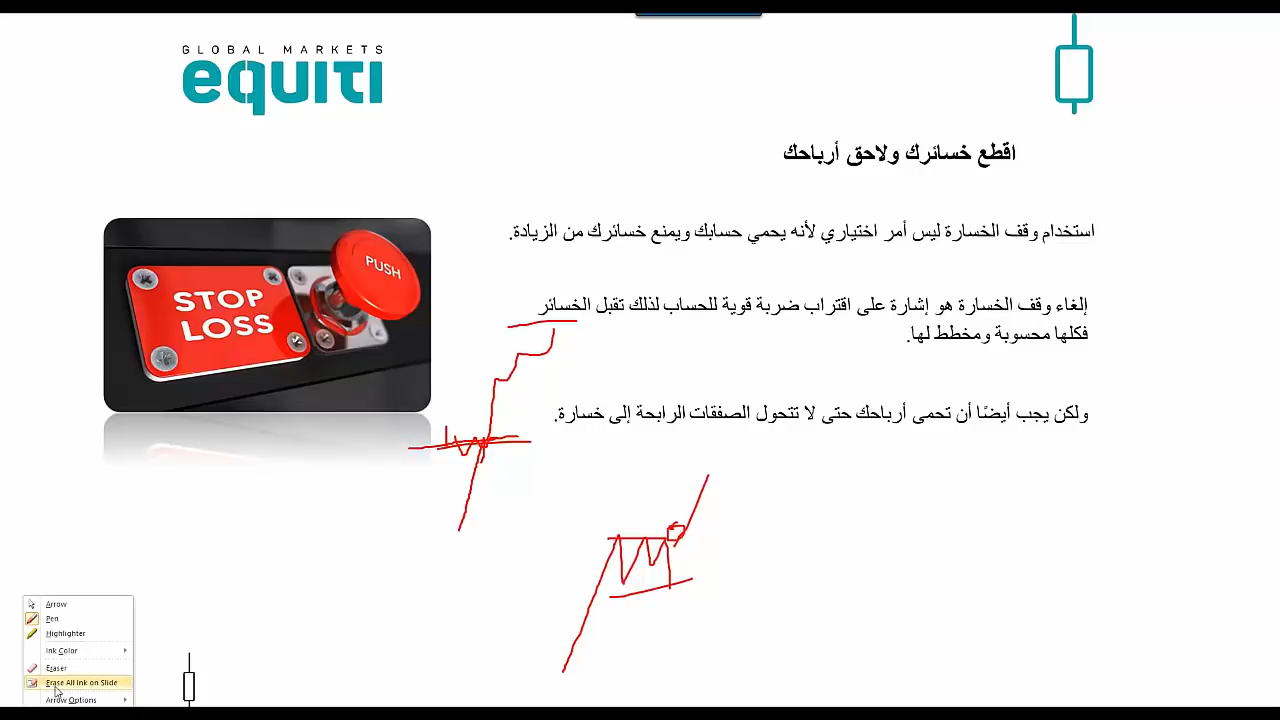 GLOBAL MARKETS
equiti
اقطع خسائرك ولاحق أرباحك
استخدام وقف الخسارة ليس أمر اختياري لأنه يحمي حسابك ويمنع خسائرك من الزيادة.
إلغاء وقف الخسارة هو إشارة على اقتراب ضربة قوية للحساب لذلك تقبل الخسائر
فكلها محسوبة ومخطط لها.
ولكن يجب أيضًا أن تحمى أرباحك حتى لا تتحول الصفقات الرابحة إلى خسارة.
STOP
LOSS
PUSH
Arrow
Pen
Highlighter
Ink Color
Eraser
Erase All Ink on Slide
Arrow Options